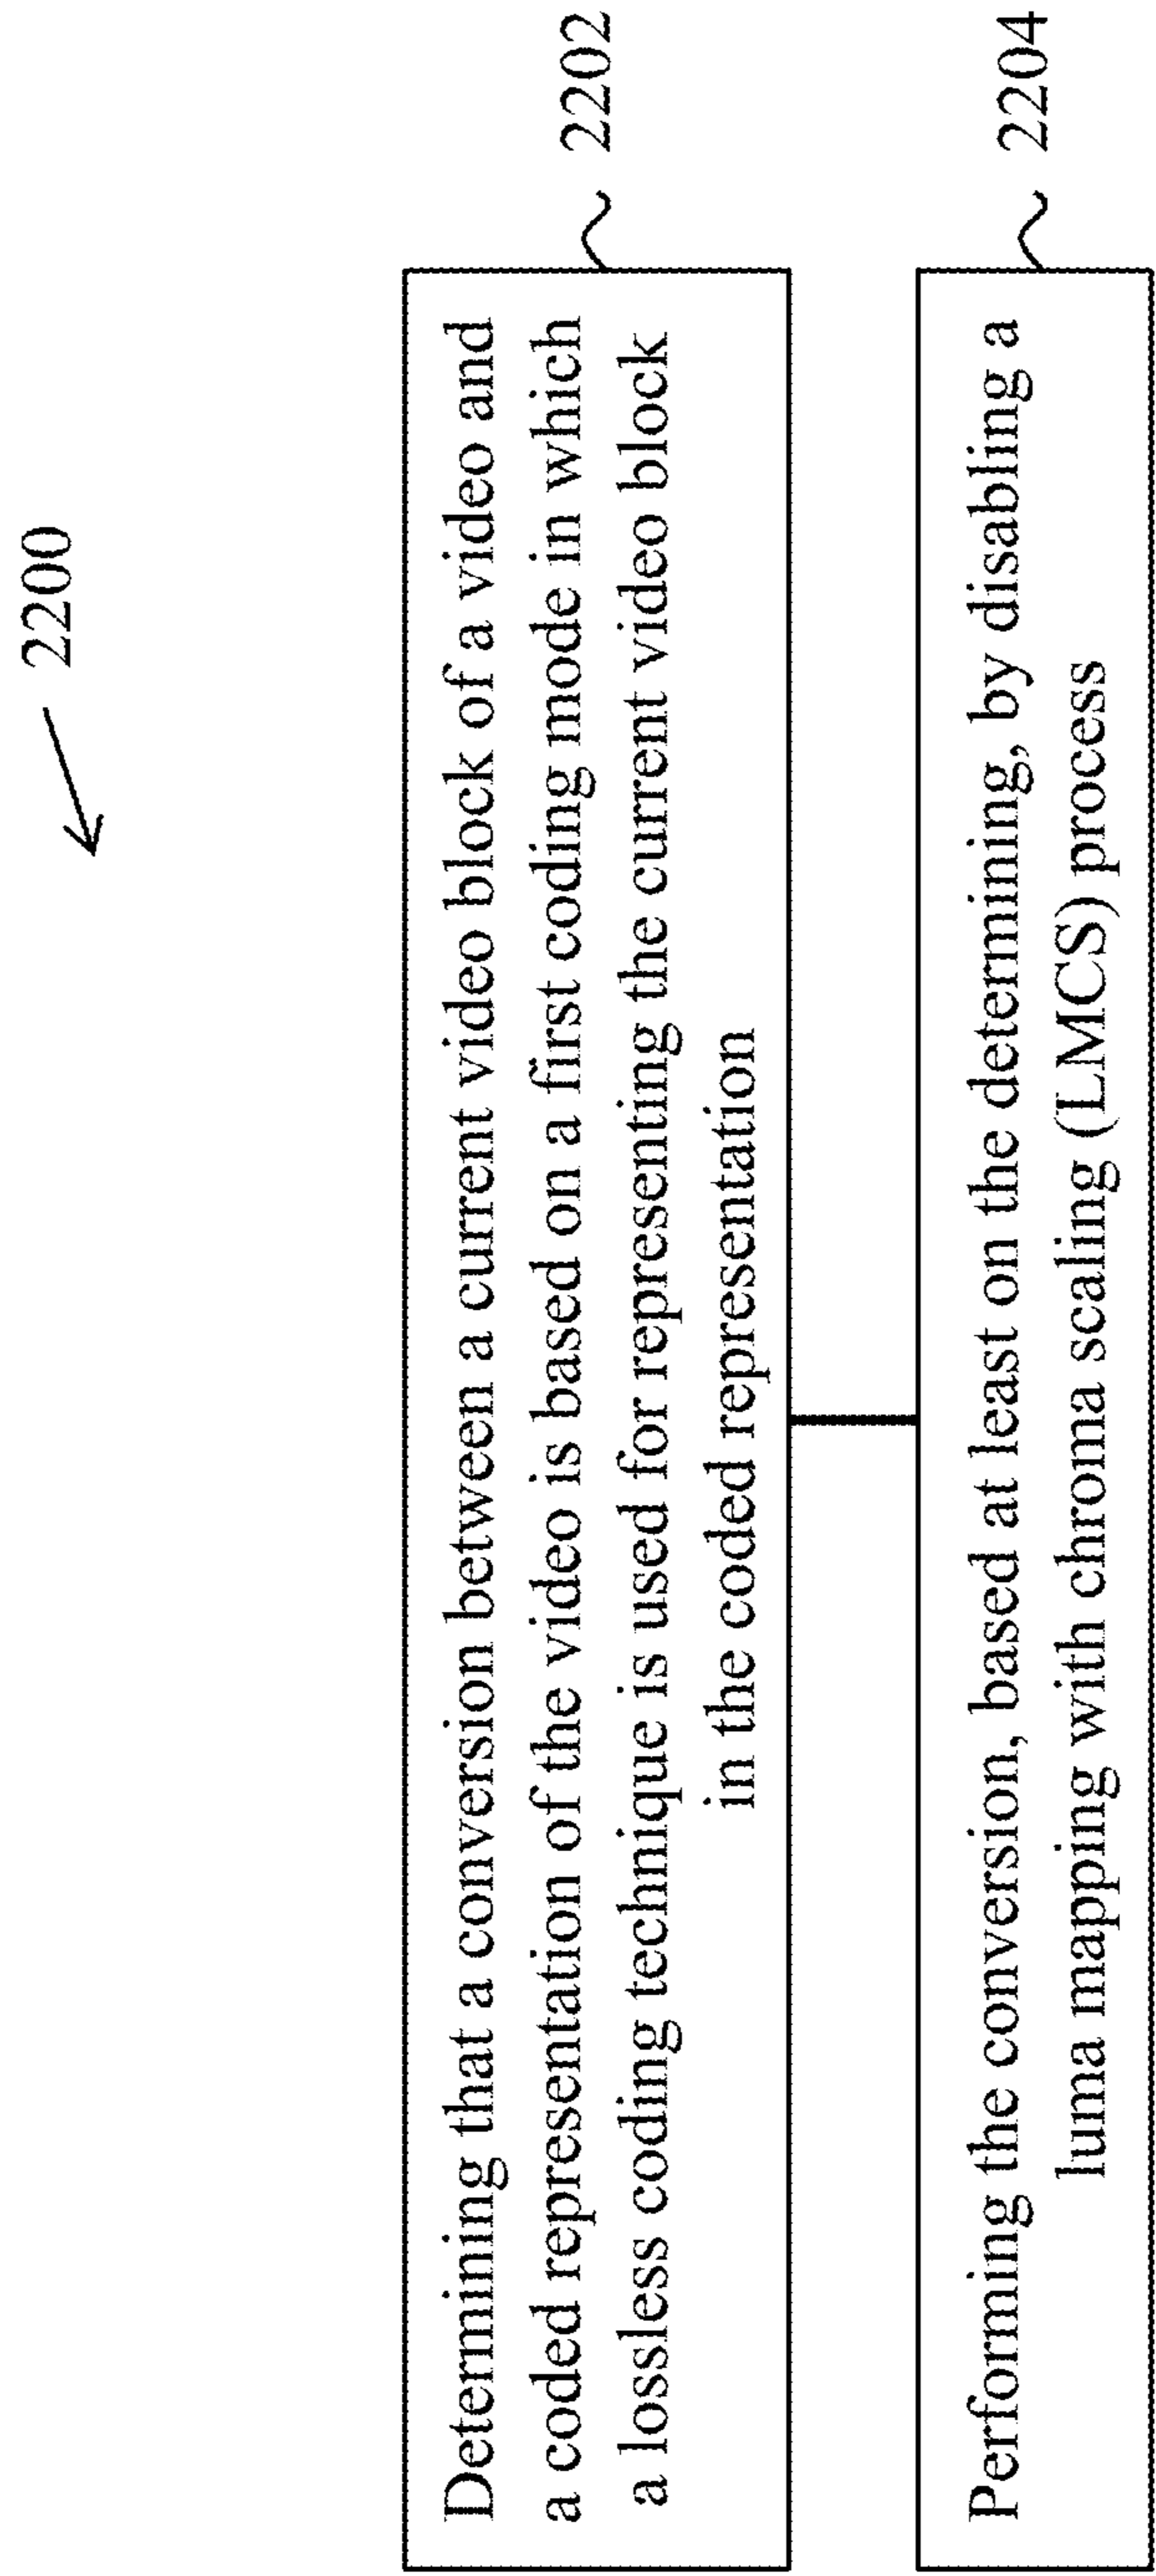 2200
Determining that a conversion between a current video block of a video and
a coded representation of the video is based on a first coding mode in which
a lossless coding technique is used for representing the current video block
in the coded representation
2202
Performing the conversion, based at least on the determining, by disabling a
luma mapping with chroma scaling (LMCS) process
2204